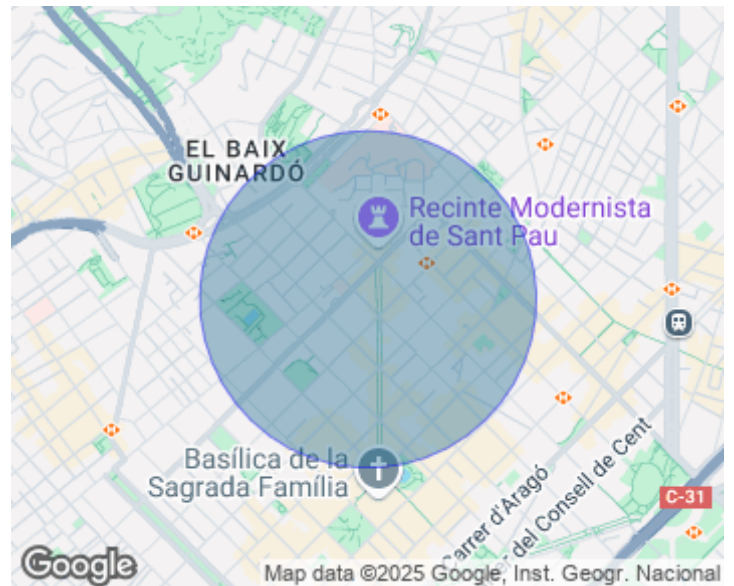 EL BAIX
GUINARDÓ
Recinte Modernista
de Sant Pau
Basílica de la
Sagrada Família
Carrer d'Aragó
del Consell de Cent
C-31
Google
Map data ©2025 Google, Inst. Geogr. Nacional